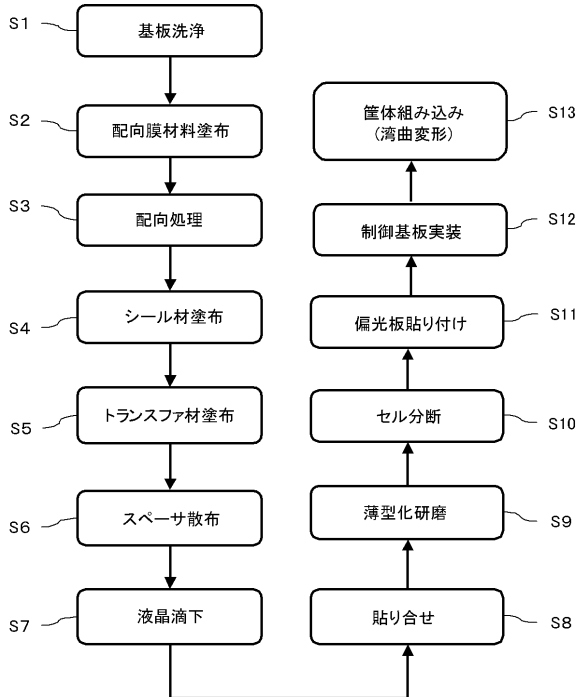 S1
基板洗浄
S2
配向膜材料塗布
S3
配向処理
S4
シール材塗布
S5
トランスファ材塗布
S6
スペーサ散布
S7
液晶滴下
S8
貼り合せ
S9
薄型化研磨
S10
セル分断
S11
偏光板貼り付け
S12
制御基板実装
S13
筐体組み込み
(湾曲変形)